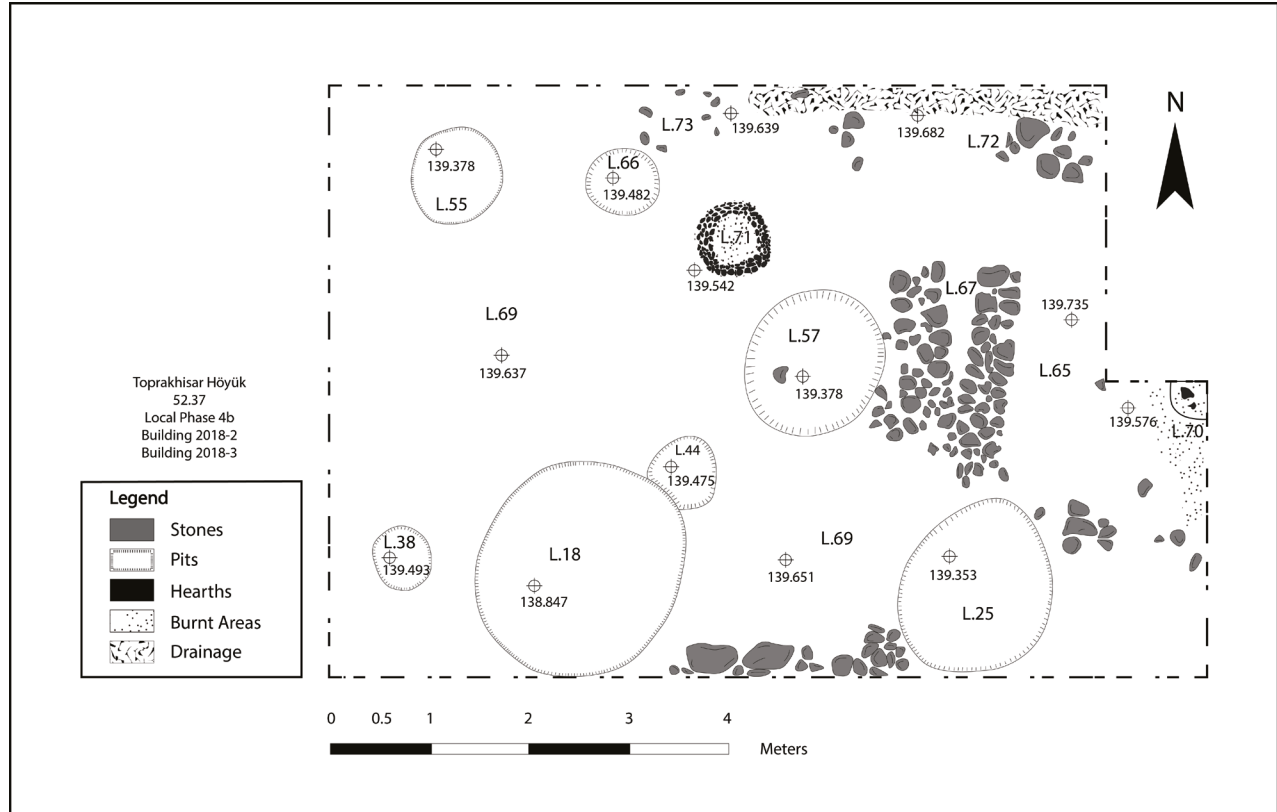 N
L.73
139.639
139.682
L.72
139.378
L.55
L.66
139.482
L.71
139.542
L.67
139.735
L.69
139.637
L.57
139.378
L.65
139.576
L.70
Toprakhisar Höyük
52.37
Local Phase 4b
Building 2018-2
Building 2018-3
L.44
139.475
L.38
139.493
L.18
138.847
L.69
139.651
139.353
L.25
Legend
Stones
Pits
Hearths
Burnt Areas
Drainage
0 0.5 1 2 3 4
Meters